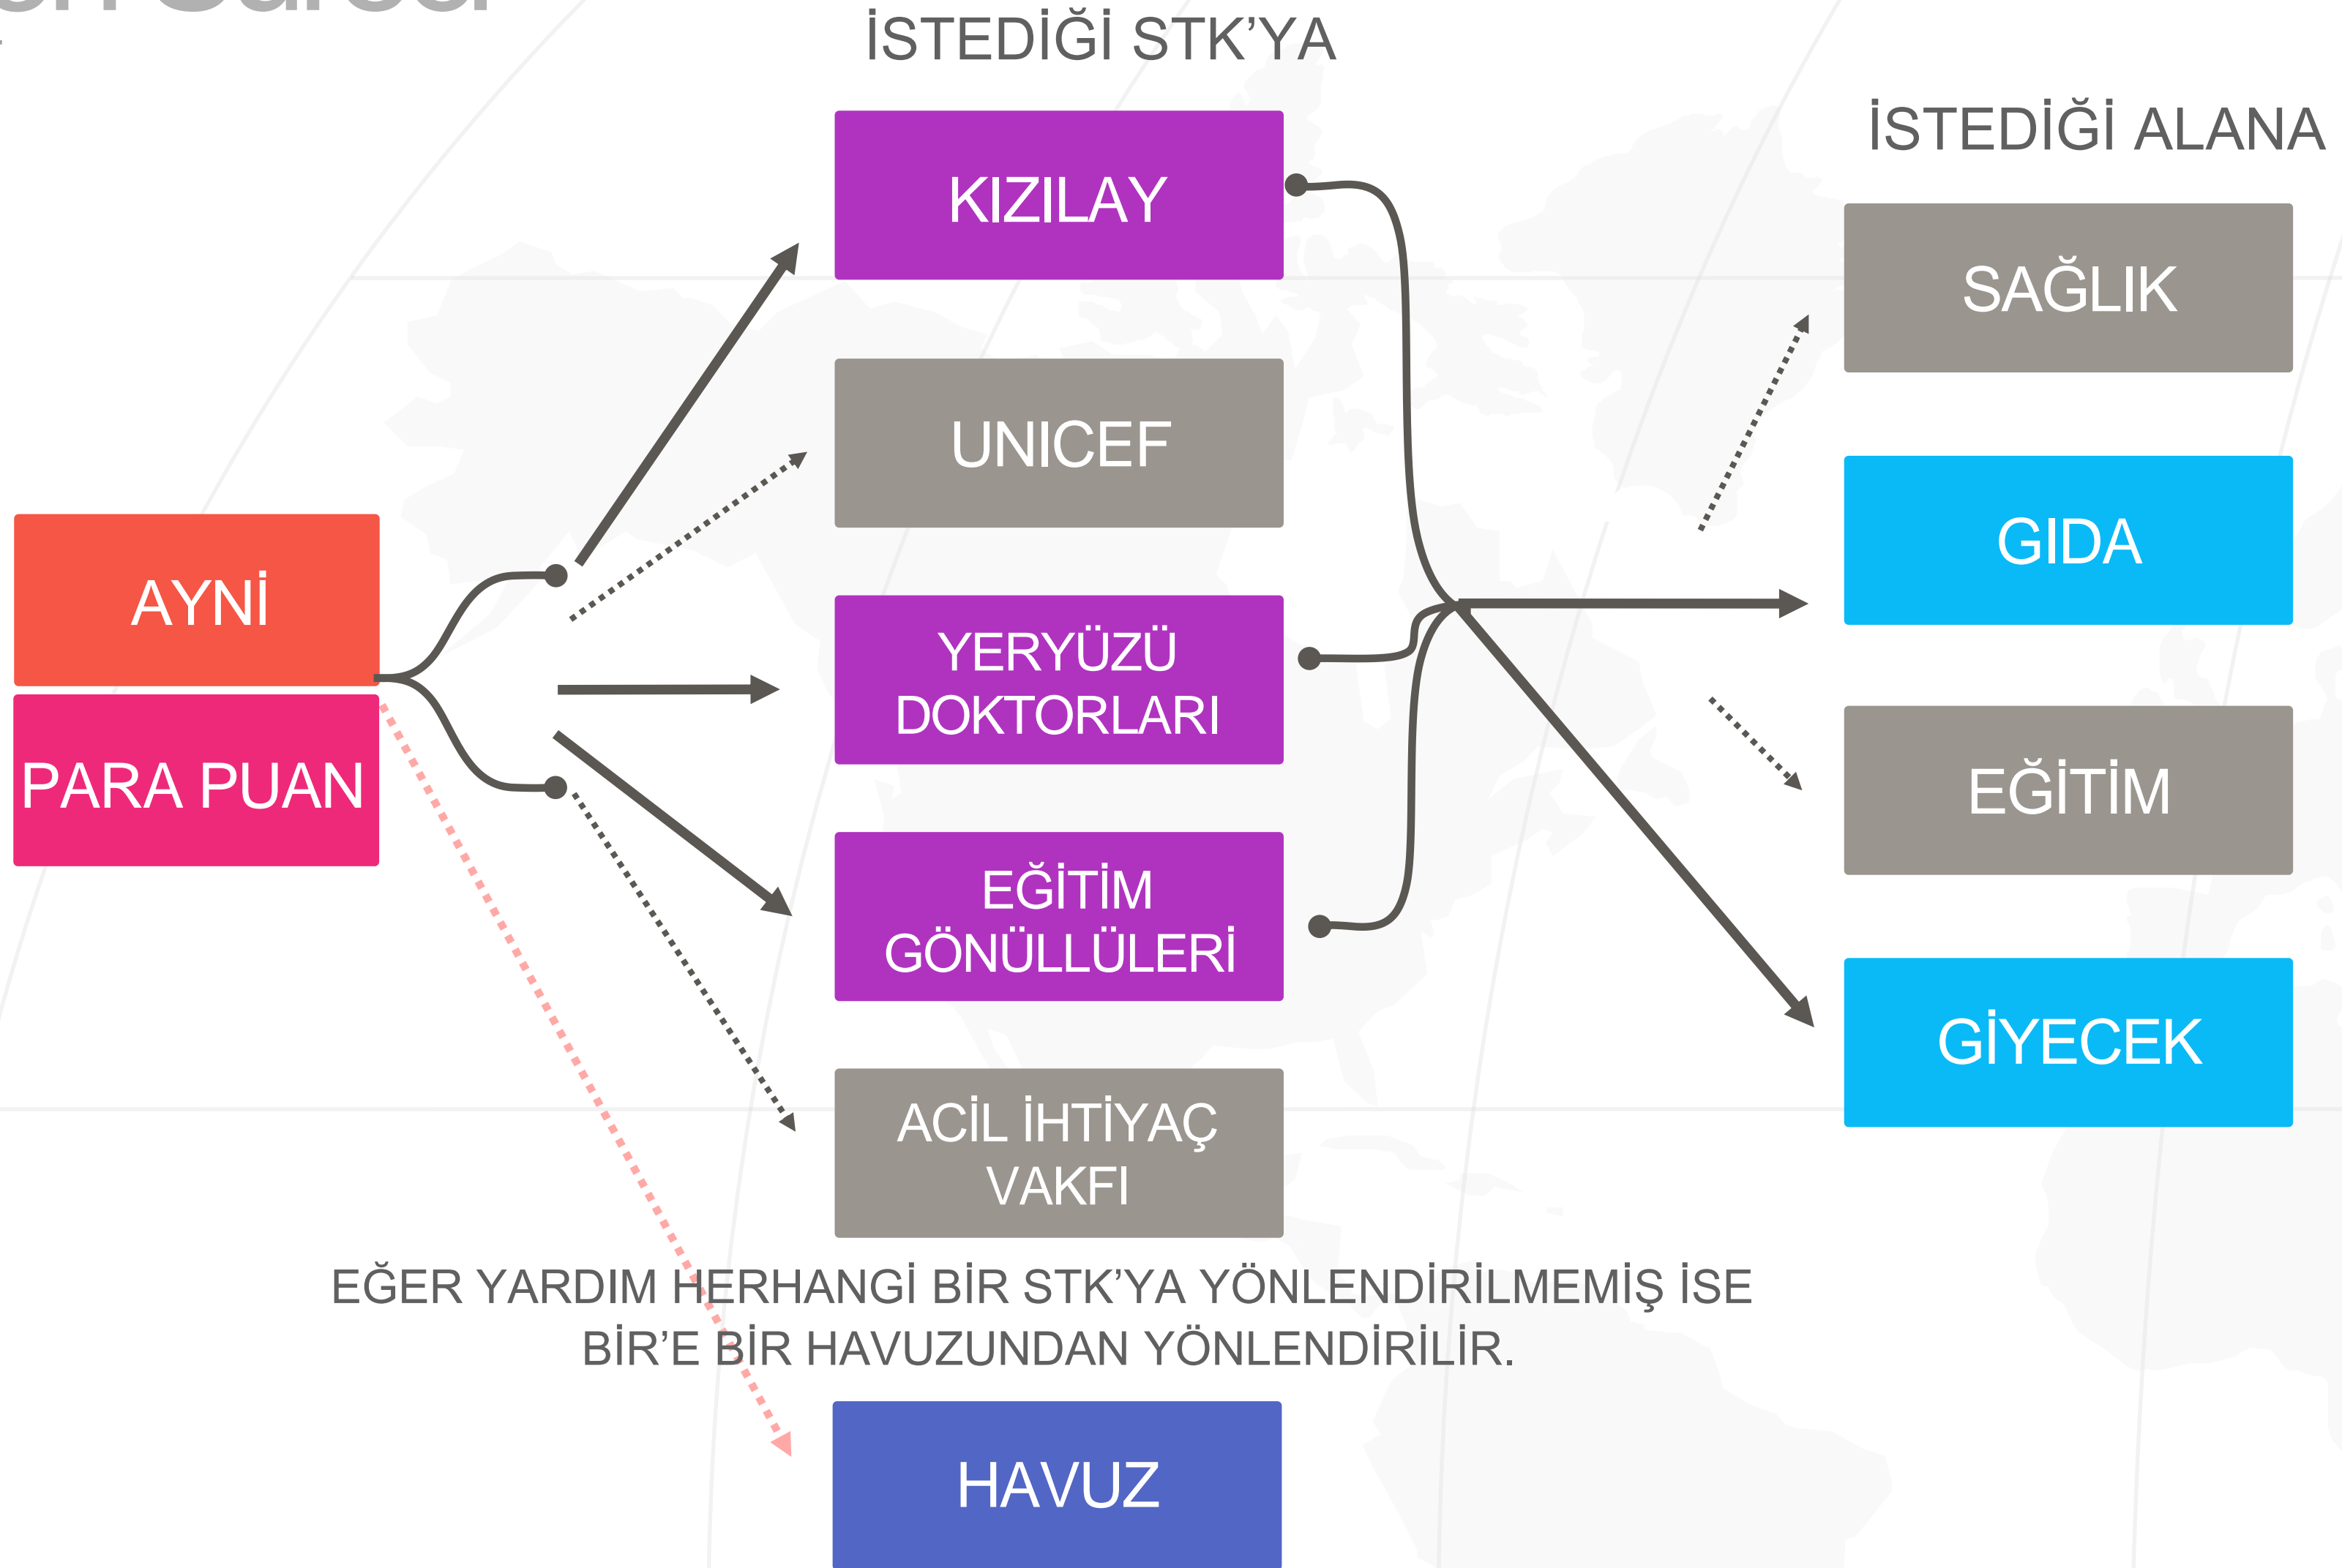 İSTEDİĞİ STK’YA
İSTEDİĞİ ALANA
KIZILAY
SAĞLIK
UNICEF
GIDA
AYNİ
YERYÜZÜ
DOKTORLARI
PARA PUAN
EĞİTİM
EĞİTİM
GÖNÜLLÜLERİ
GİYECEK
ACİL İHTİYAÇ
VAKFI
EĞER YARDIM HERHANGİ BİR STK’YA YÖNLENDİRİLMEMİŞ İSE
BİR’E BİR HAVUZUNDAN YÖNLENDİRİLİR.
HAVUZ